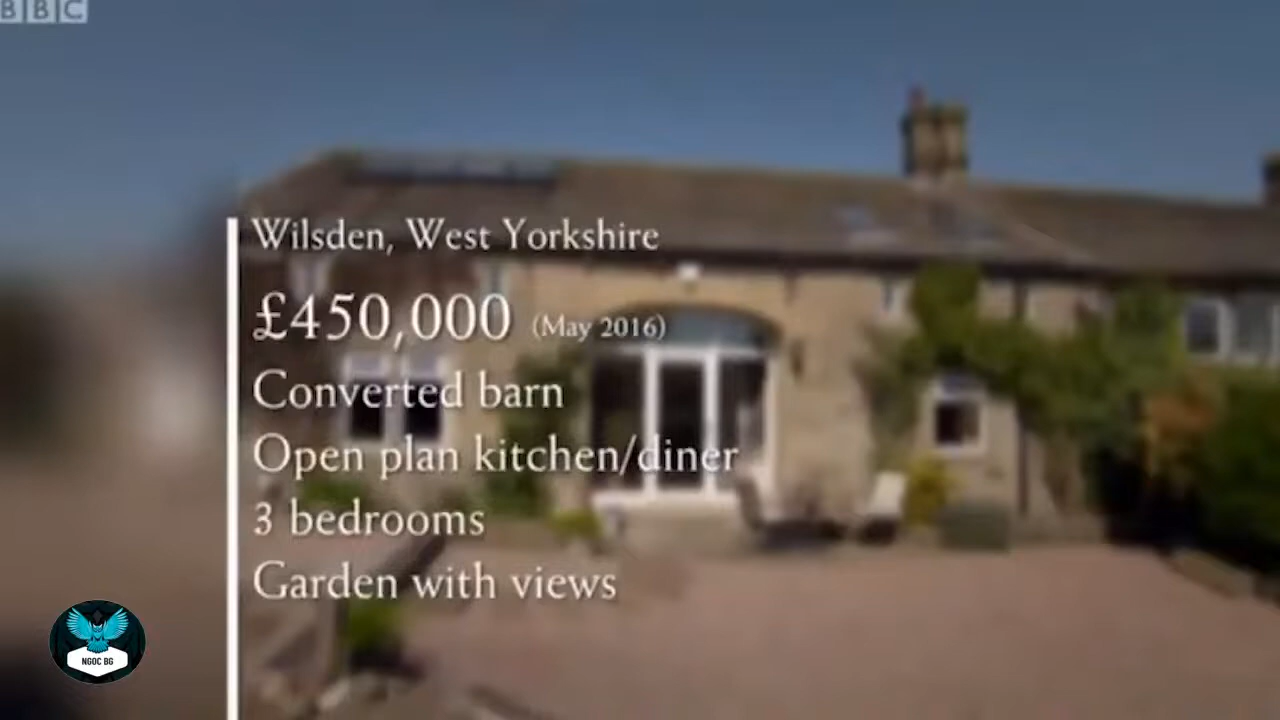 BBC
Wilsden, West Yorkshire
£450,000 (May 2016)
Converted barn
Open plan kitchen/diner
3 bedrooms
Garden with views
NGOC BG